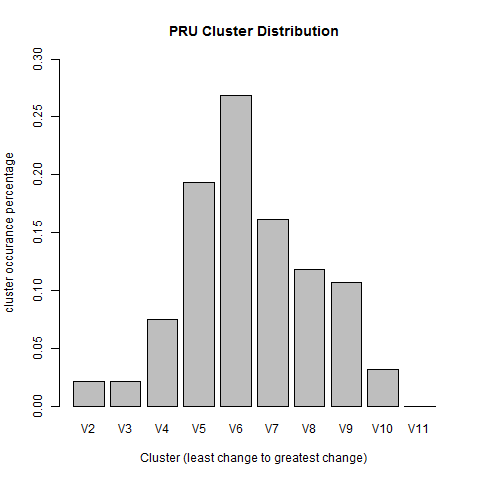 PRU Cluster Distribution
cluster occurance percentage
0.30
0.25
0.20
0.15
0.10
0.05
0.00
V2 V3 V4 V5 V6 V7 V8 V9 V10 V11
Cluster (least change to greatest change)